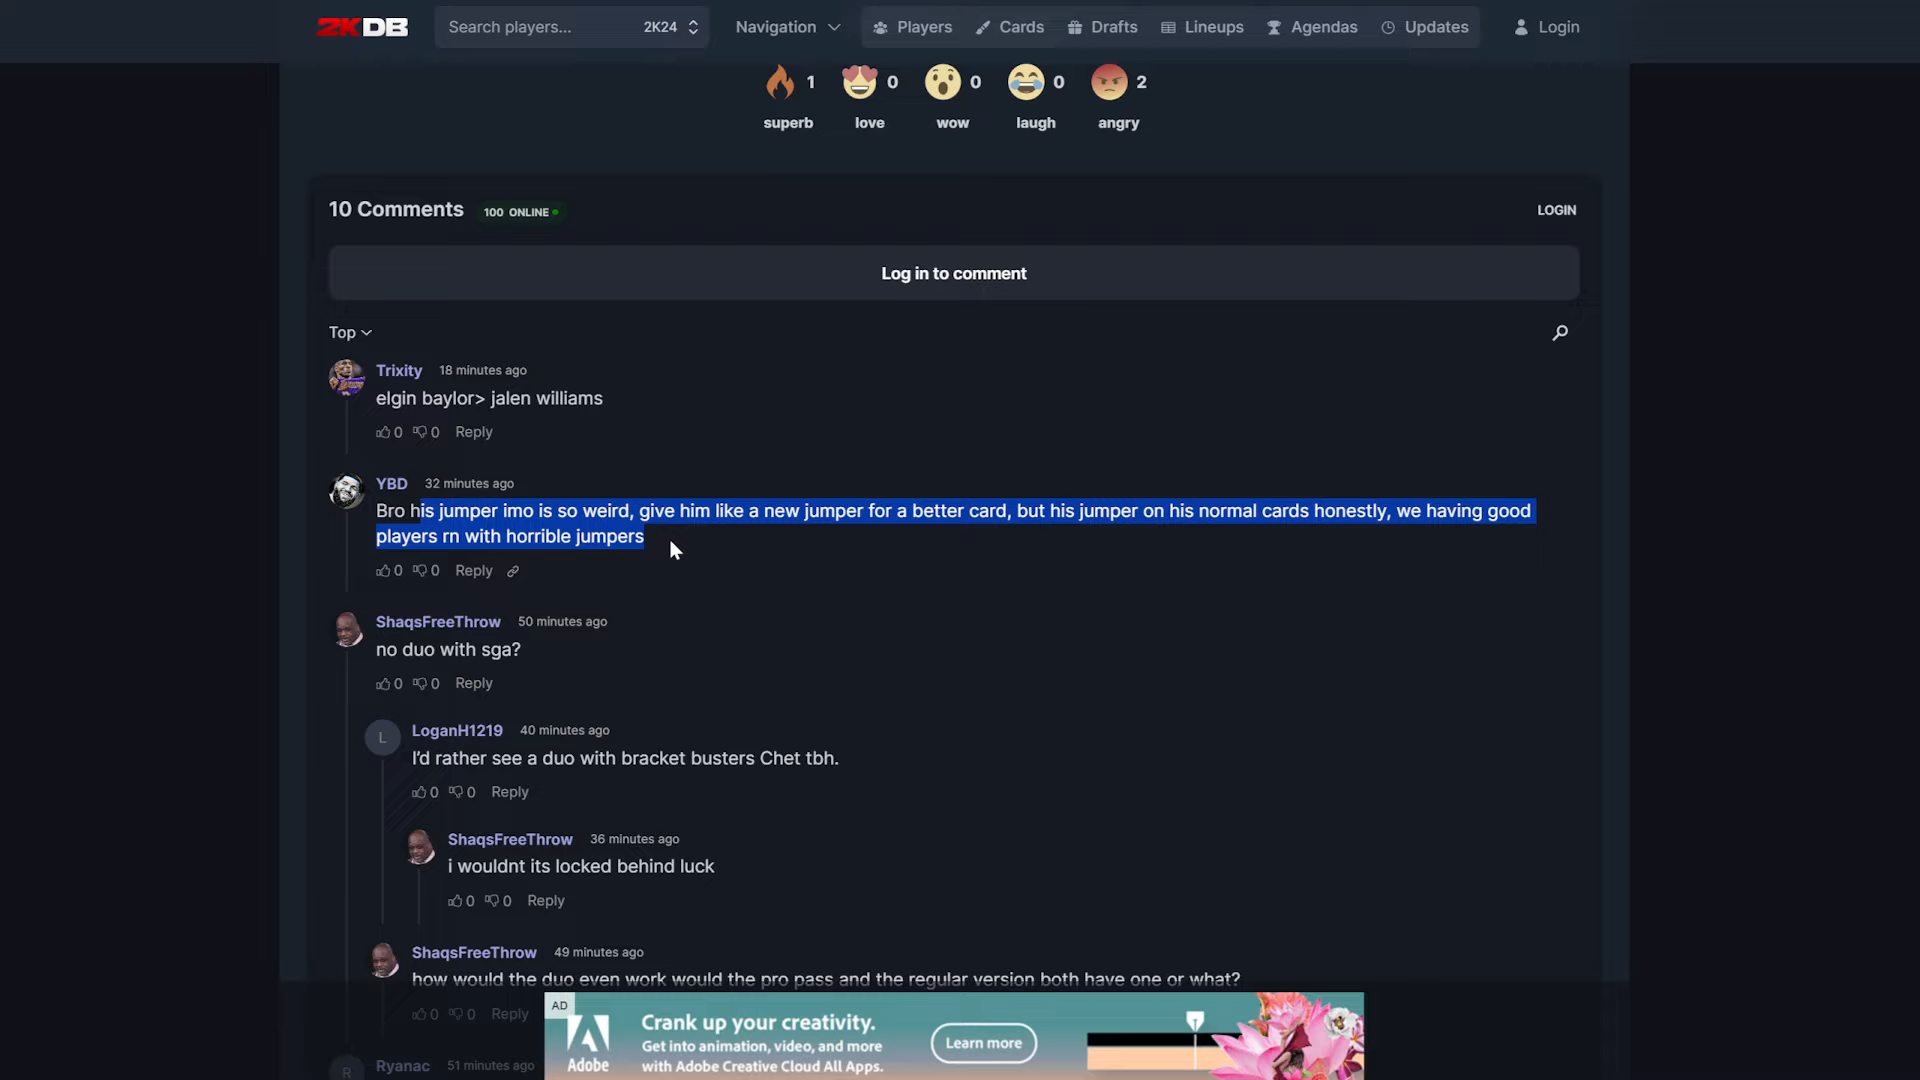 2KDB Search players... 2K24 Navigation Players Cards Drafts Lineups Agendas Updates Login
1 0 0 0 2
superb love wow laugh angry
10 Comments 100 ONLINE LOGIN
Log in to comment
Top
Trixity 18 minutes ago
elgin baylor> jalen williams
0 0 Reply
YBD 32 minutes ago
Bro his jumper imo is so weird, give him like a new jumper for a better card, but his jumper on his normal cards honestly, we having good
players rn with horrible jumpers
0 0 Reply
ShaqsFreeThrow 50 minutes ago
no duo with sga?
0 0 Reply
L LoganH1219 40 minutes ago
I'd rather see a duo with bracket busters Chet tbh.
0 0 Reply
ShaqsFreeThrow 36 minutes ago
i wouldnt its locked behind luck
0 0 Reply
ShaqsFreeThrow 49 minutes ago
how would the duo even work would the pro pass and the regular version both have one or what?
0 0 Reply
AD
Adobe
Crank up your creativity.
Get into animation, video, and more
with Adobe Creative Cloud All Apps.
Learn more
R Ryanac 51 minutes ago